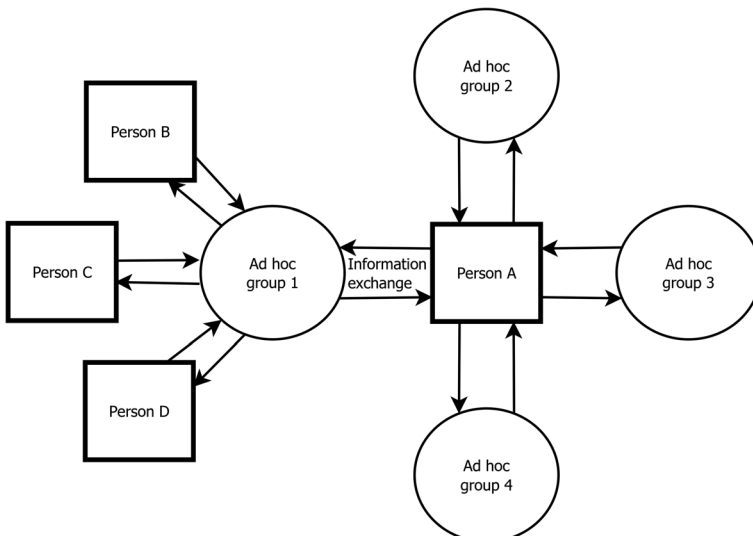 Ad hoc
group 2
Person B
Person C
Ad hoc
group 1
Information
exchange
Person A
Ad hoc
group 3
Person D
Ad hoc
group 4